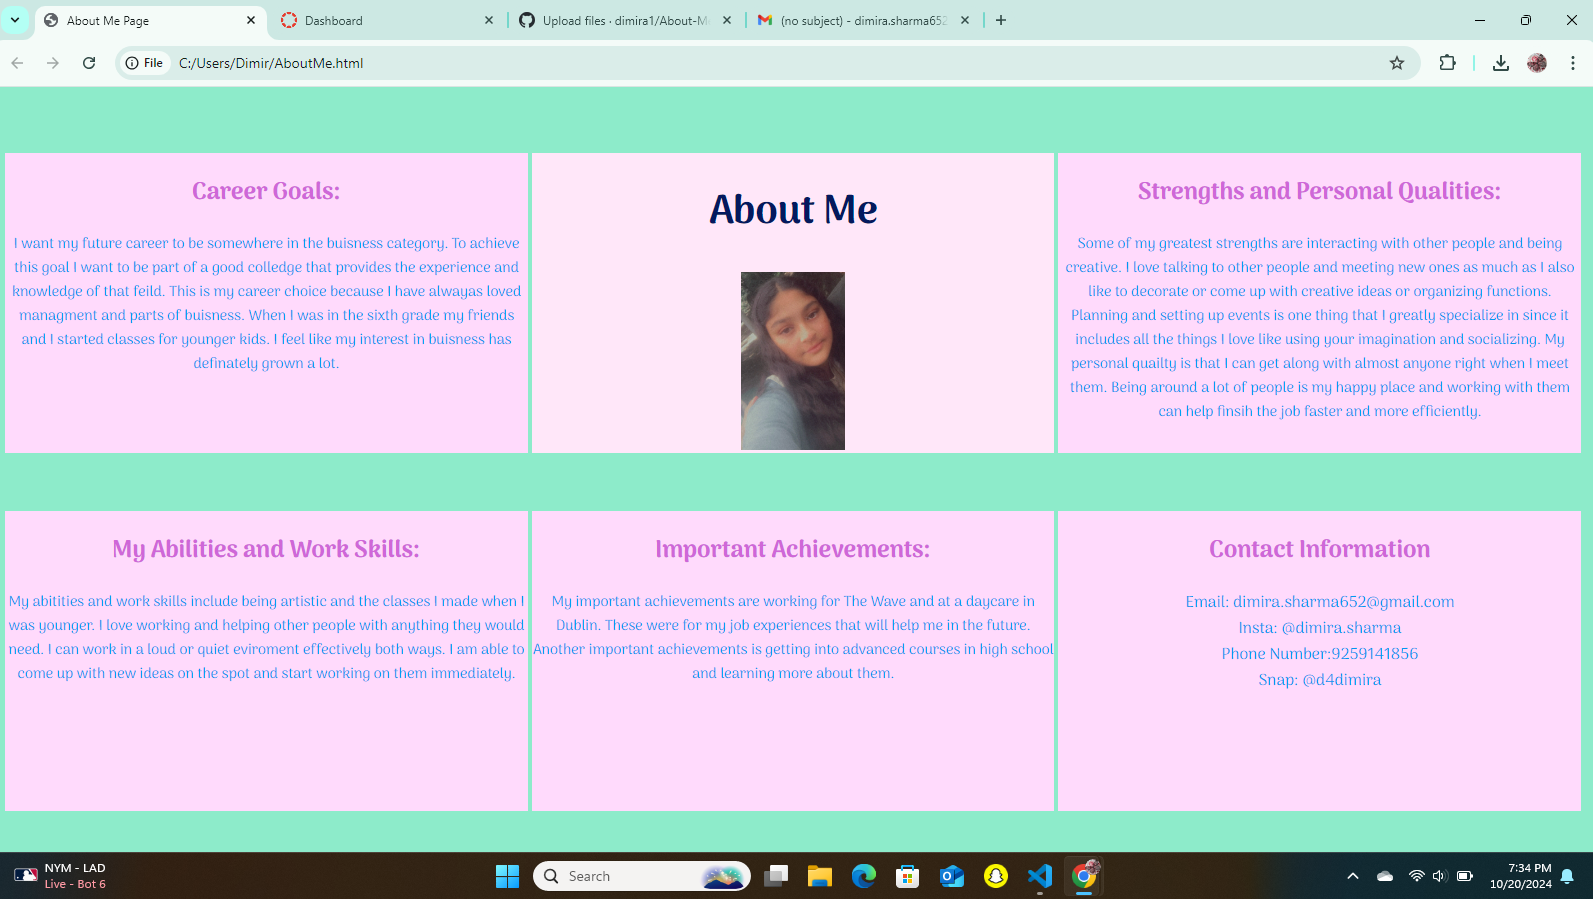 About Me Page
Dashboard
Upload files · dimira1/About-Me
(no subject) - dimira.sharma652
File
C:/Users/Dimir/AboutMe.html
Career Goals:
I want my future career to be somewhere in the buisness category. To achieve
this goal I want to be part of a good colledge that provides the experience and
knowledge of that feild. This is my career choice because I have alwayas loved
managment and parts of buisness. When I was in the sixth grade my friends
and I started classes for younger kids. I feel like my interest in buisness has
definately grown a lot.
About Me
Strengths and Personal Qualities:
Some of my greatest strengths are interacting with other people and being
creative. I love talking to other people and meeting new ones as much as I also
like to decorate or come up with creative ideas or organizing functions.
Planning and setting up events is one thing that I greatly specialize in since it
includes all the things I love like using your imagination and socializing. My
personal quailty is that I can get along with almost anyone right when I meet
them. Being around a lot of people is my happy place and working with them
can help finsih the job faster and more efficiently.
My Abilities and Work Skills:
My abitities and work skills include being artistic and the classes I made when I
was younger. I love working and helping other people with anything they would
need. I can work in a loud or quiet eviroment effectively both ways. I am able to
come up with new ideas on the spot and start working on them immediately.
Important Achievements:
My important achievements are working for The Wave and at a daycare in
Dublin. These were for my job experiences that will help me in the future.
Another important achievements is getting into advanced courses in high school
and learning more about them.
Contact Information
Email: dimira.sharma652@gmail.com
Insta: @dimira.sharma
Phone Number:9259141856
Snap: @d4dimira
NYM - LAD
Live - Bot 6
Search
7:34 PM
10/20/2024